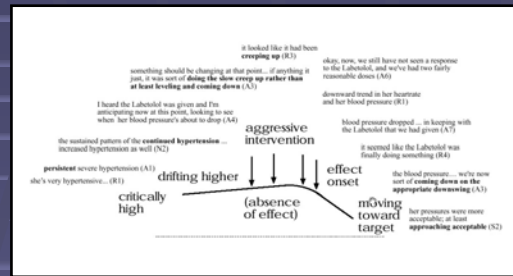 it looked like it had been
creeping up (R3)
something should be changing at that point... if anything it
just, it was sort of doing the slow creep up rather than
at least leveling and coming down (A3)
okay, now, we still have not seen a response
to the Labetolol, and we've had two fairly
reasonable doses (A6)
downward trend in her heartrate
and her blood pressure (R1)
I heard the Labetolol was given and I'm
anticipating now at this point, looking to see
when her blood pressure's about to drop (A4)
aggressive
intervention
blood pressure dropped ... in keeping with
the Labetolol that we had given (A7)
the sustained pattern of the continued hypertension ...
increased hypertension as well (N2)
it seemed like the Labetolol was
finally doing something (R4)
persistent severe hypertension (A1)
she's very hypertensive... (R1)
drifting higher
effect
onset
the blood pressure... we're now
sort of coming down on the
appropriate downswing (A3)
critically
high
(absence
of effect)
moving
toward
target
her pressures were more
acceptable; at least
approaching acceptable (S2)